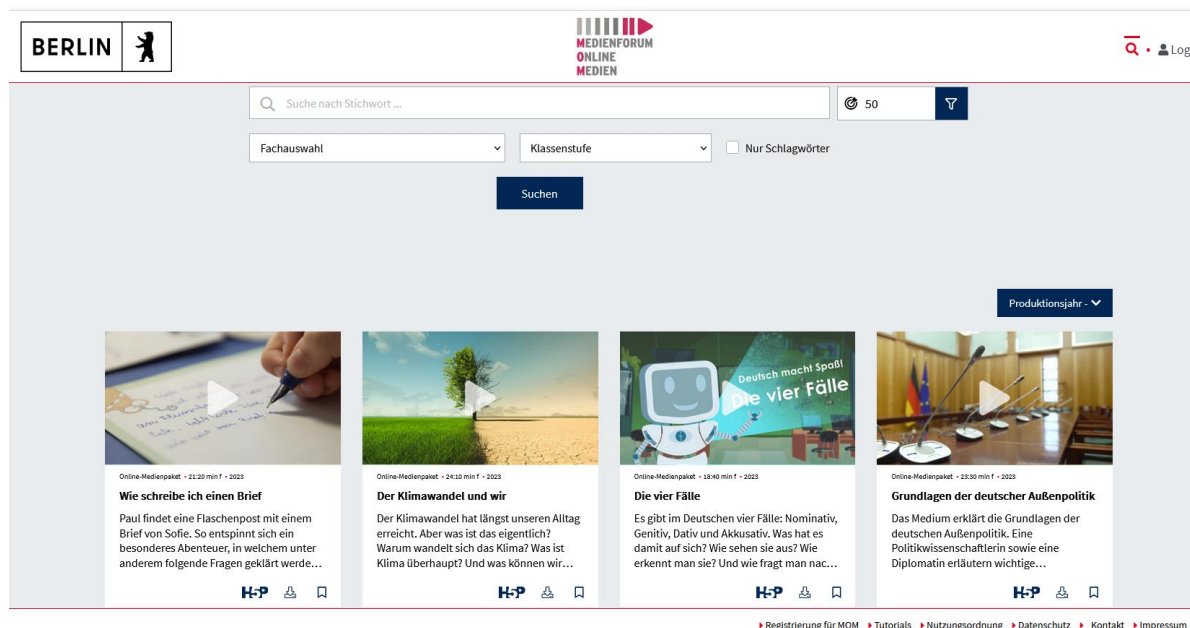 BERLIN
MEDIENFORUM
ONLINE
MEDIEN
Log
Suche nach Stichwort ...
50
Fachauswahl
Klassenstufe
Nur Schlagwörter
Suchen
Produktionsjahr -
Online-Medienpaket • 21:20 min f • 2023
Wie schreibe ich einen Brief
Paul findet eine Flaschenpost mit einem
Brief von Sofie. So entspinnt sich ein
besonderes Abenteuer, in welchem unter
anderem folgende Fragen geklärt werde...
H5P
Online-Medienpaket • 24:10 min f • 2023
Der Klimawandel und wir
Der Klimawandel hat längst unseren Alltag
erreicht. Aber was ist das eigentlich?
Warum wandelt sich das Klima? Was ist
Klima überhaupt? Und was können wir...
H5P
Deutsch macht Spaß!
Die vier Fälle
Online-Medienpaket • 18:40 min f • 2023
Die vier Fälle
Es gibt im Deutschen vier Fälle: Nominativ,
Genitiv, Dativ und Akkusativ. Was hat es
damit auf sich? Wie sehen sie aus? Wie
erkennt man sie? Und wie fragt man nac...
H5P
Online-Medienpaket • 23:30 min f • 2023
Grundlagen der deutscher Außenpolitik
Das Medium erklärt die Grundlagen der
deutschen Außenpolitik. Eine
Politikwissenschaftlerin sowie eine
Diplomatin erläutern wichtige...
H5P
Registrierung für MOM Tutorials Nutzungsordnung Datenschutz Kontakt Impressum